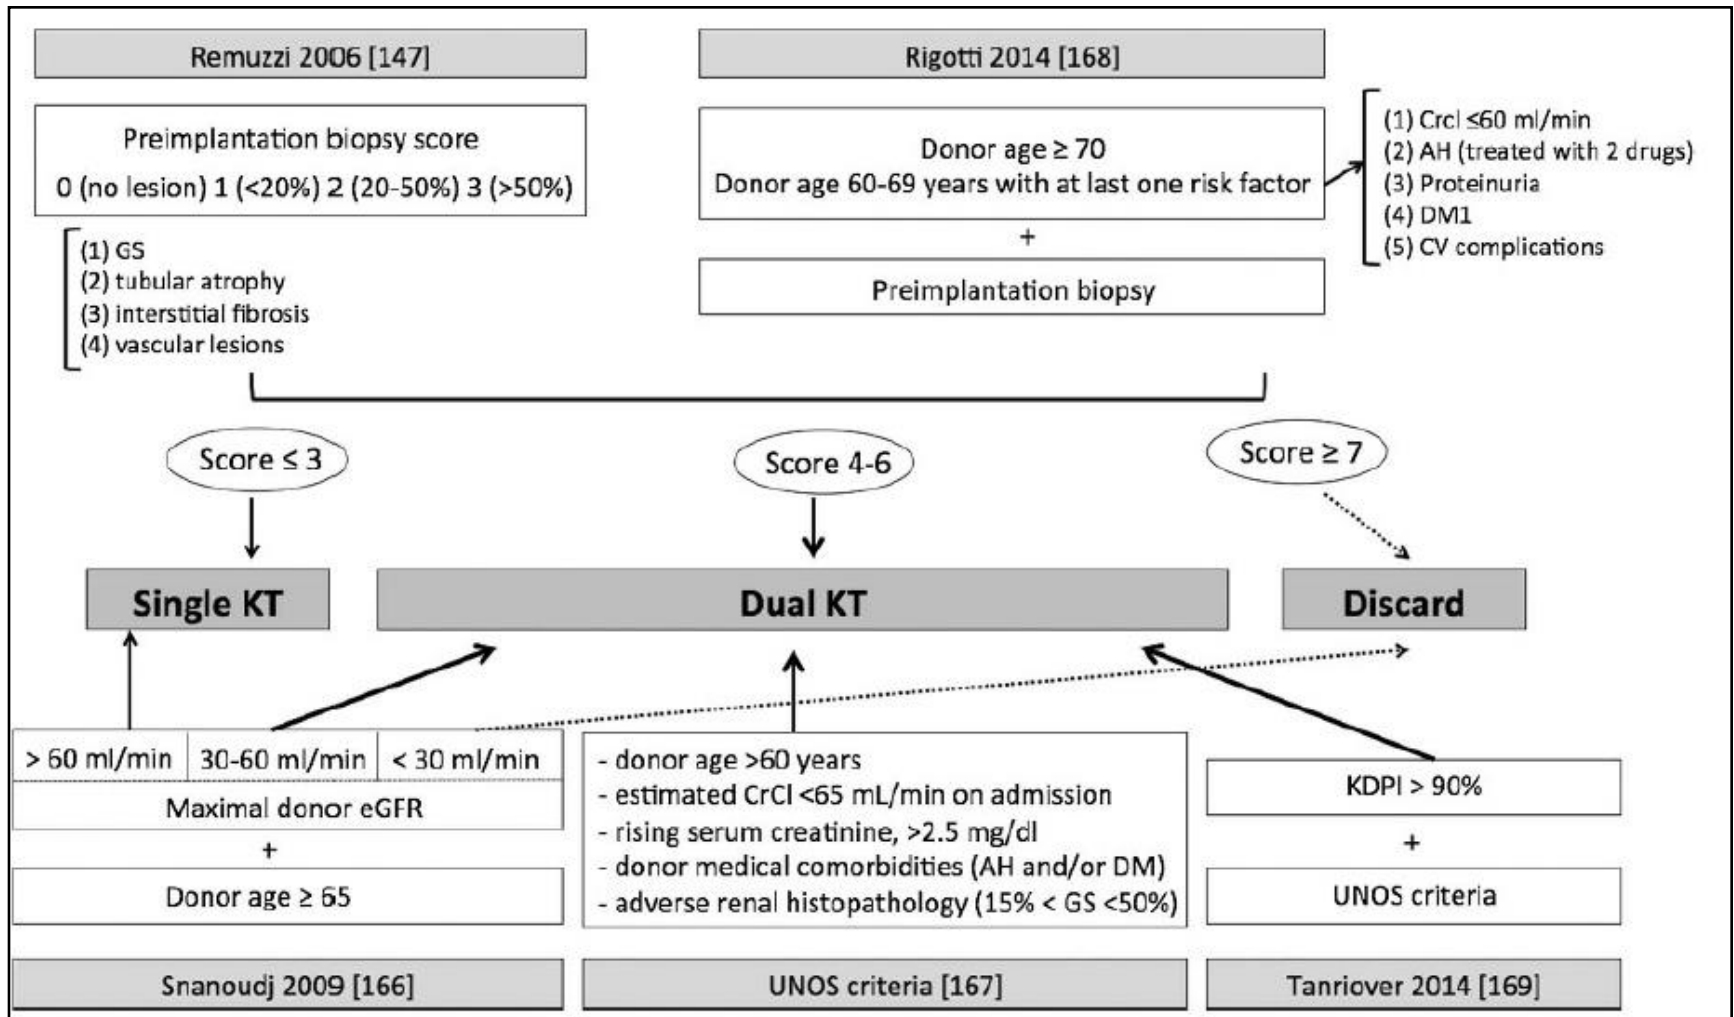 Remuzzi 2006 [147]
Preimplantation biopsy score
0 (no lesion) 1 (<20%) 2 (20-50%) 3 (>50%)
(1) GS
(2) tubular atrophy
(3) interstitial fibrosis
(4) vascular lesions
Rigotti 2014 [168]
Donor age ≥ 70
Donor age 60-69 years with at last one risk factor
+
Preimplantation biopsy
(1) Crcl ≤60 ml/min
(2) AH (treated with 2 drugs)
(3) Proteinuria
(4) DM1
(5) CV complications
Score ≤ 3
Score 4-6
Score ≥ 7
Single KT
Dual KT
Discard
> 60 ml/min
30-60 ml/min
< 30 ml/min
Maximal donor eGFR
+
Donor age ≥ 65
Snanoudj 2009 [166]
- donor age >60 years
- estimated CrCl <65 mL/min on admission
- rising serum creatinine, >2.5 mg/dl
- donor medical comorbidities (AH and/or DM)
- adverse renal histopathology (15% < GS <50%)
UNOS criteria [167]
KDPI > 90%
+
UNOS criteria
Tanriover 2014 [169]